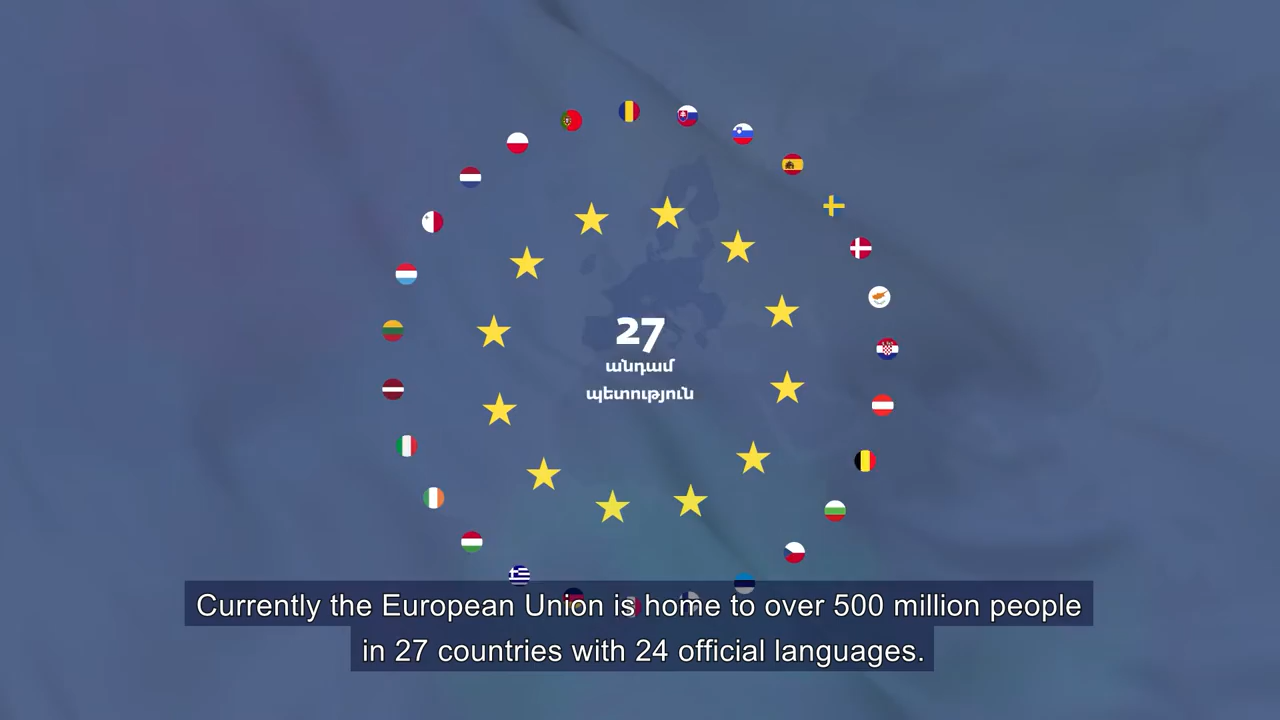 27
անդամ
պետություն
Currently the European Union is home to over 500 million people
in 27 countries with 24 official languages.